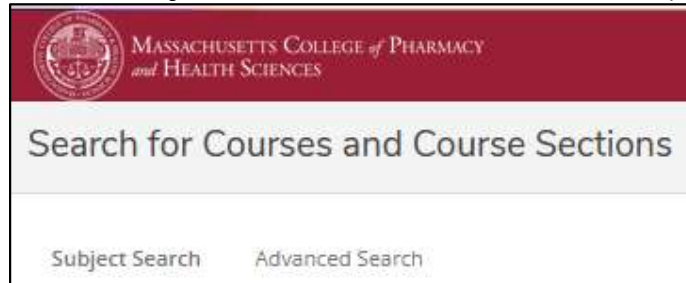 MASSACHUSETTS COLLEGE of PHARMACY
and HEALTH SCIENCES
Search for Courses and Course Sections
Subject Search Advanced Search